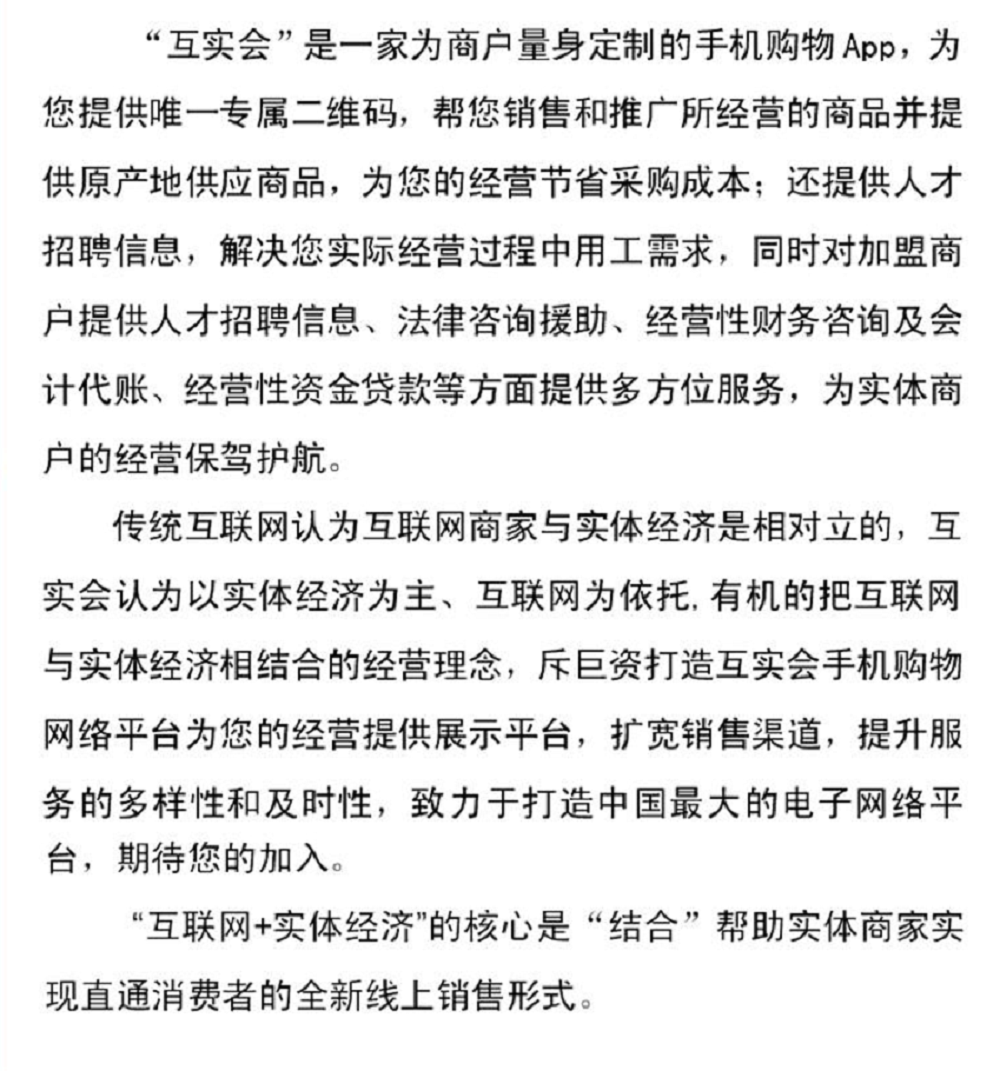 “互实会”是一家为商户量身定制的手机购物App，为
您提供唯一专属二维码，帮您销售和推广所经营的商品并提
供原产地供应商品，为您的经营节省采购成本；还提供人才
招聘信息，解决您实际经营过程中用工需求，同时对加盟商
户提供人才招聘信息、法律咨询援助、经营性财务咨询及会
计代账、经营性资金贷款等方面提供多方位服务，为实体商
户的经营保驾护航。
传统互联网认为互联网商家与实体经济是相对立的，互
实会认为以实体经济为主、互联网为依托,有机的把互联网
与实体经济相结合的经营理念，斥巨资打造互实会手机购物
网络平台为您的经营提供展示平台，扩宽销售渠道，提升服
务的多样性和及时性，致力于打造中国最大的电子网络平
台，期待您的加入。
“互联网+实体经济”的核心是“结合”帮助实体商家实
现直通消费者的全新线上销售形式。